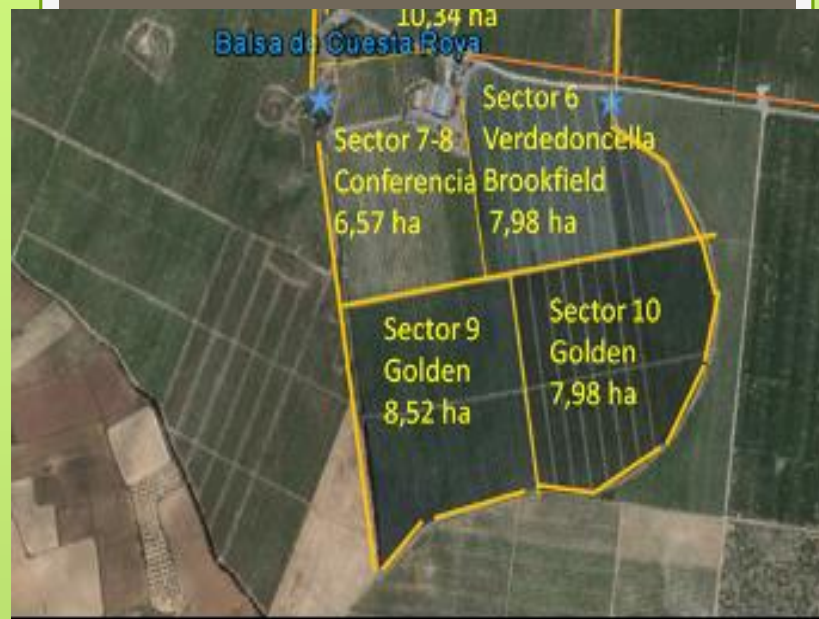 10,34 ha
Balsa de Cuesta Roya
Sector 7-8
Conferencia
6,57 ha
Sector 6
Verdedoncella
Brookfield
7,98 ha
Sector 9
Golden
8,52 ha
Sector 10
Golden
7,98 ha